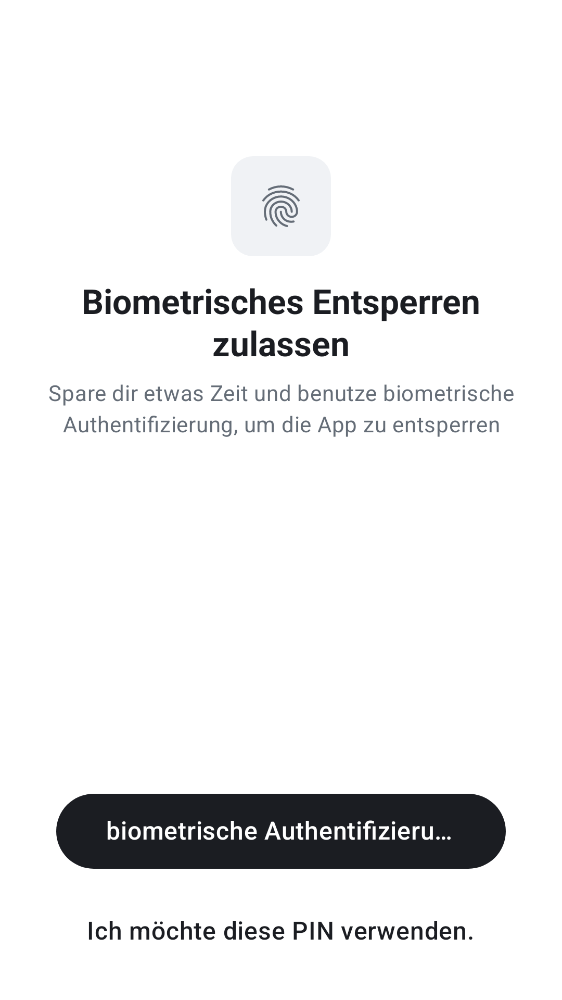 Biometrisches Entsperren
zulassen
Spare dir etwas Zeit und benutze biometrische
Authentifizierung, um die App zu entsperren
biometrische Authentifizieru…
Ich möchte diese PIN verwenden.